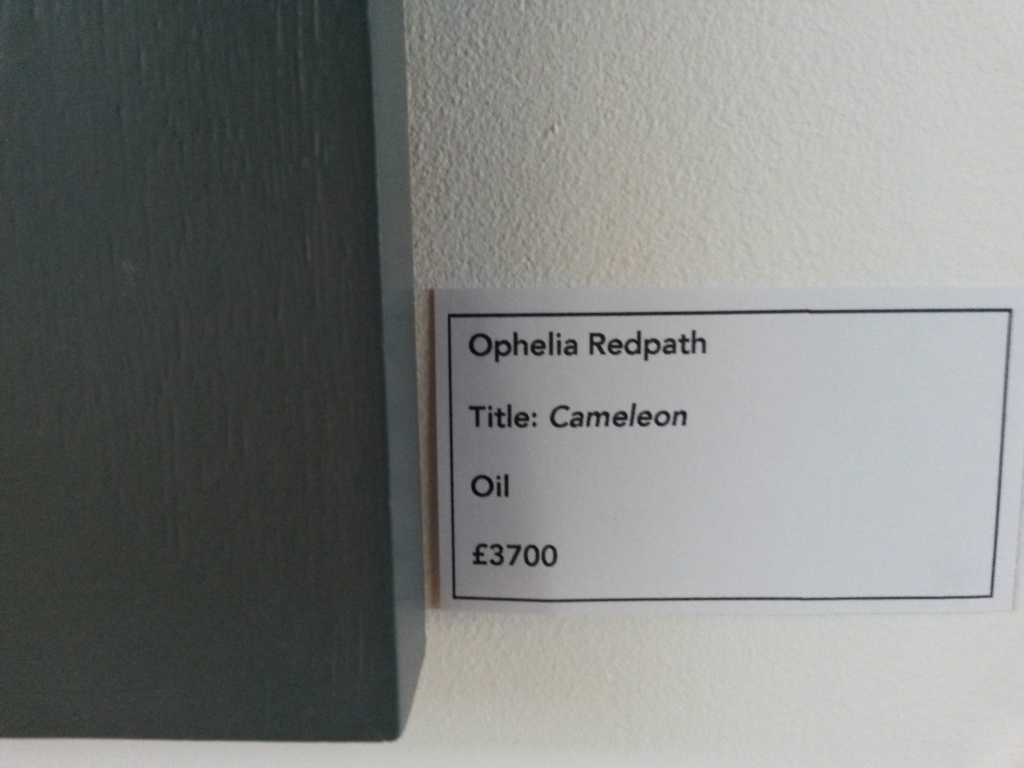 Ophelia Redpath
Title: Cameleon
Oil
£3700